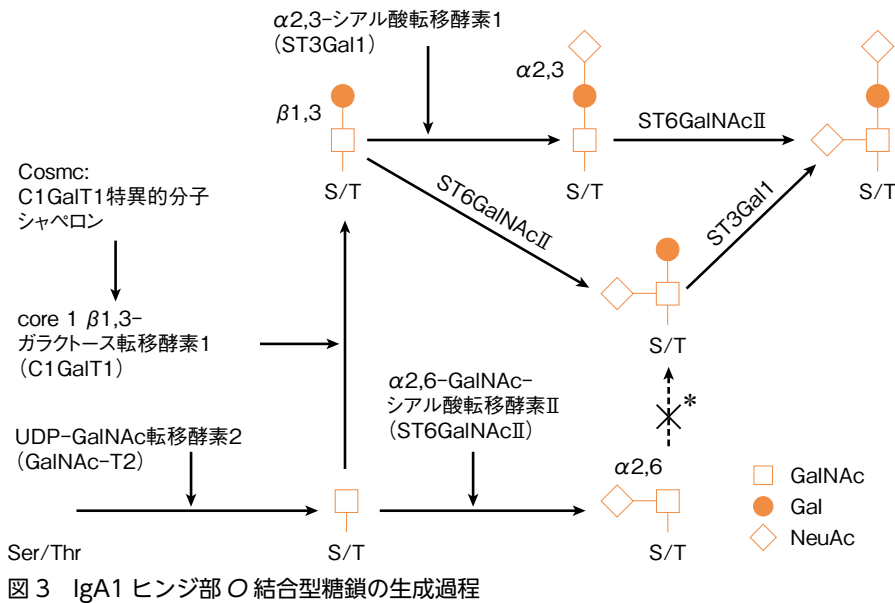 α2,3-シアル酸転移酵素1
(ST3Gal1)
α2,3
β1,3
ST6GalNAcⅡ
S/T
S/T
S/T
Cosmc:
C1GalT1特異的分子
シャペロン
ST6GalNAcⅡ
ST3Gal1
core 1 β1,3-
ガラクトース転移酵素1
(C1GalT1)
S/T
α2,6-GalNAc-
シアル酸転移酵素Ⅱ
(ST6GalNAcⅡ)
*
UDP-GalNAc転移酵素2
(GalNAc-T2)
α2,6
GalNAc
Gal
NeuAc
Ser/Thr
S/T
S/T
図 3 IgA1 ヒンジ部 O 結合型糖鎖の生成過程